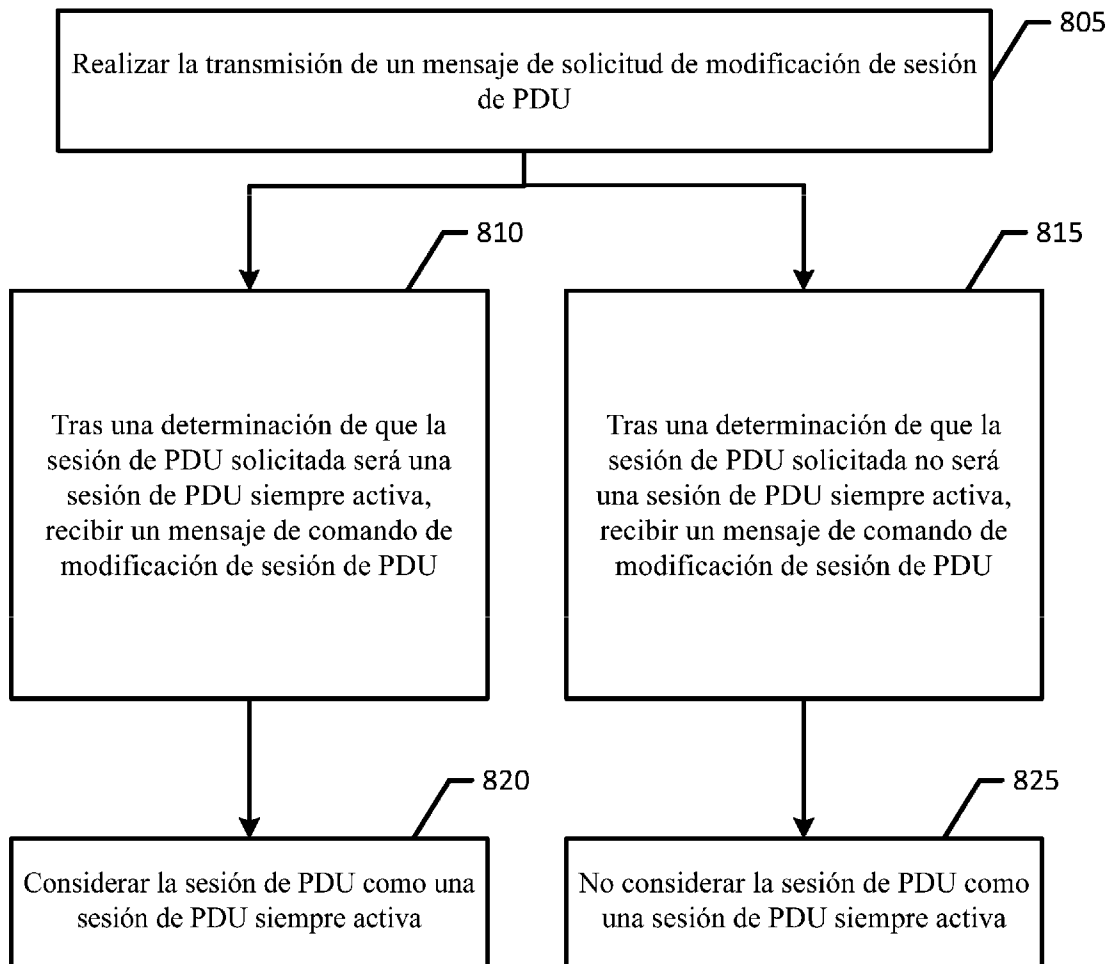 805
Realizar la transmisión de un mensaje de solicitud de modificación de sesión
de PDU
810
815
Tras una determinación de que la
sesión de PDU solicitada será una
sesión de PDU siempre activa,
recibir un mensaje de comando de
modificación de sesión de PDU
Tras una determinación de que la
sesión de PDU solicitada no será
una sesión de PDU siempre activa,
recibir un mensaje de comando de
modificación de sesión de PDU
820
825
Considerar la sesión de PDU como una
sesión de PDU siempre activa
No considerar la sesión de PDU como
una sesión de PDU siempre activa